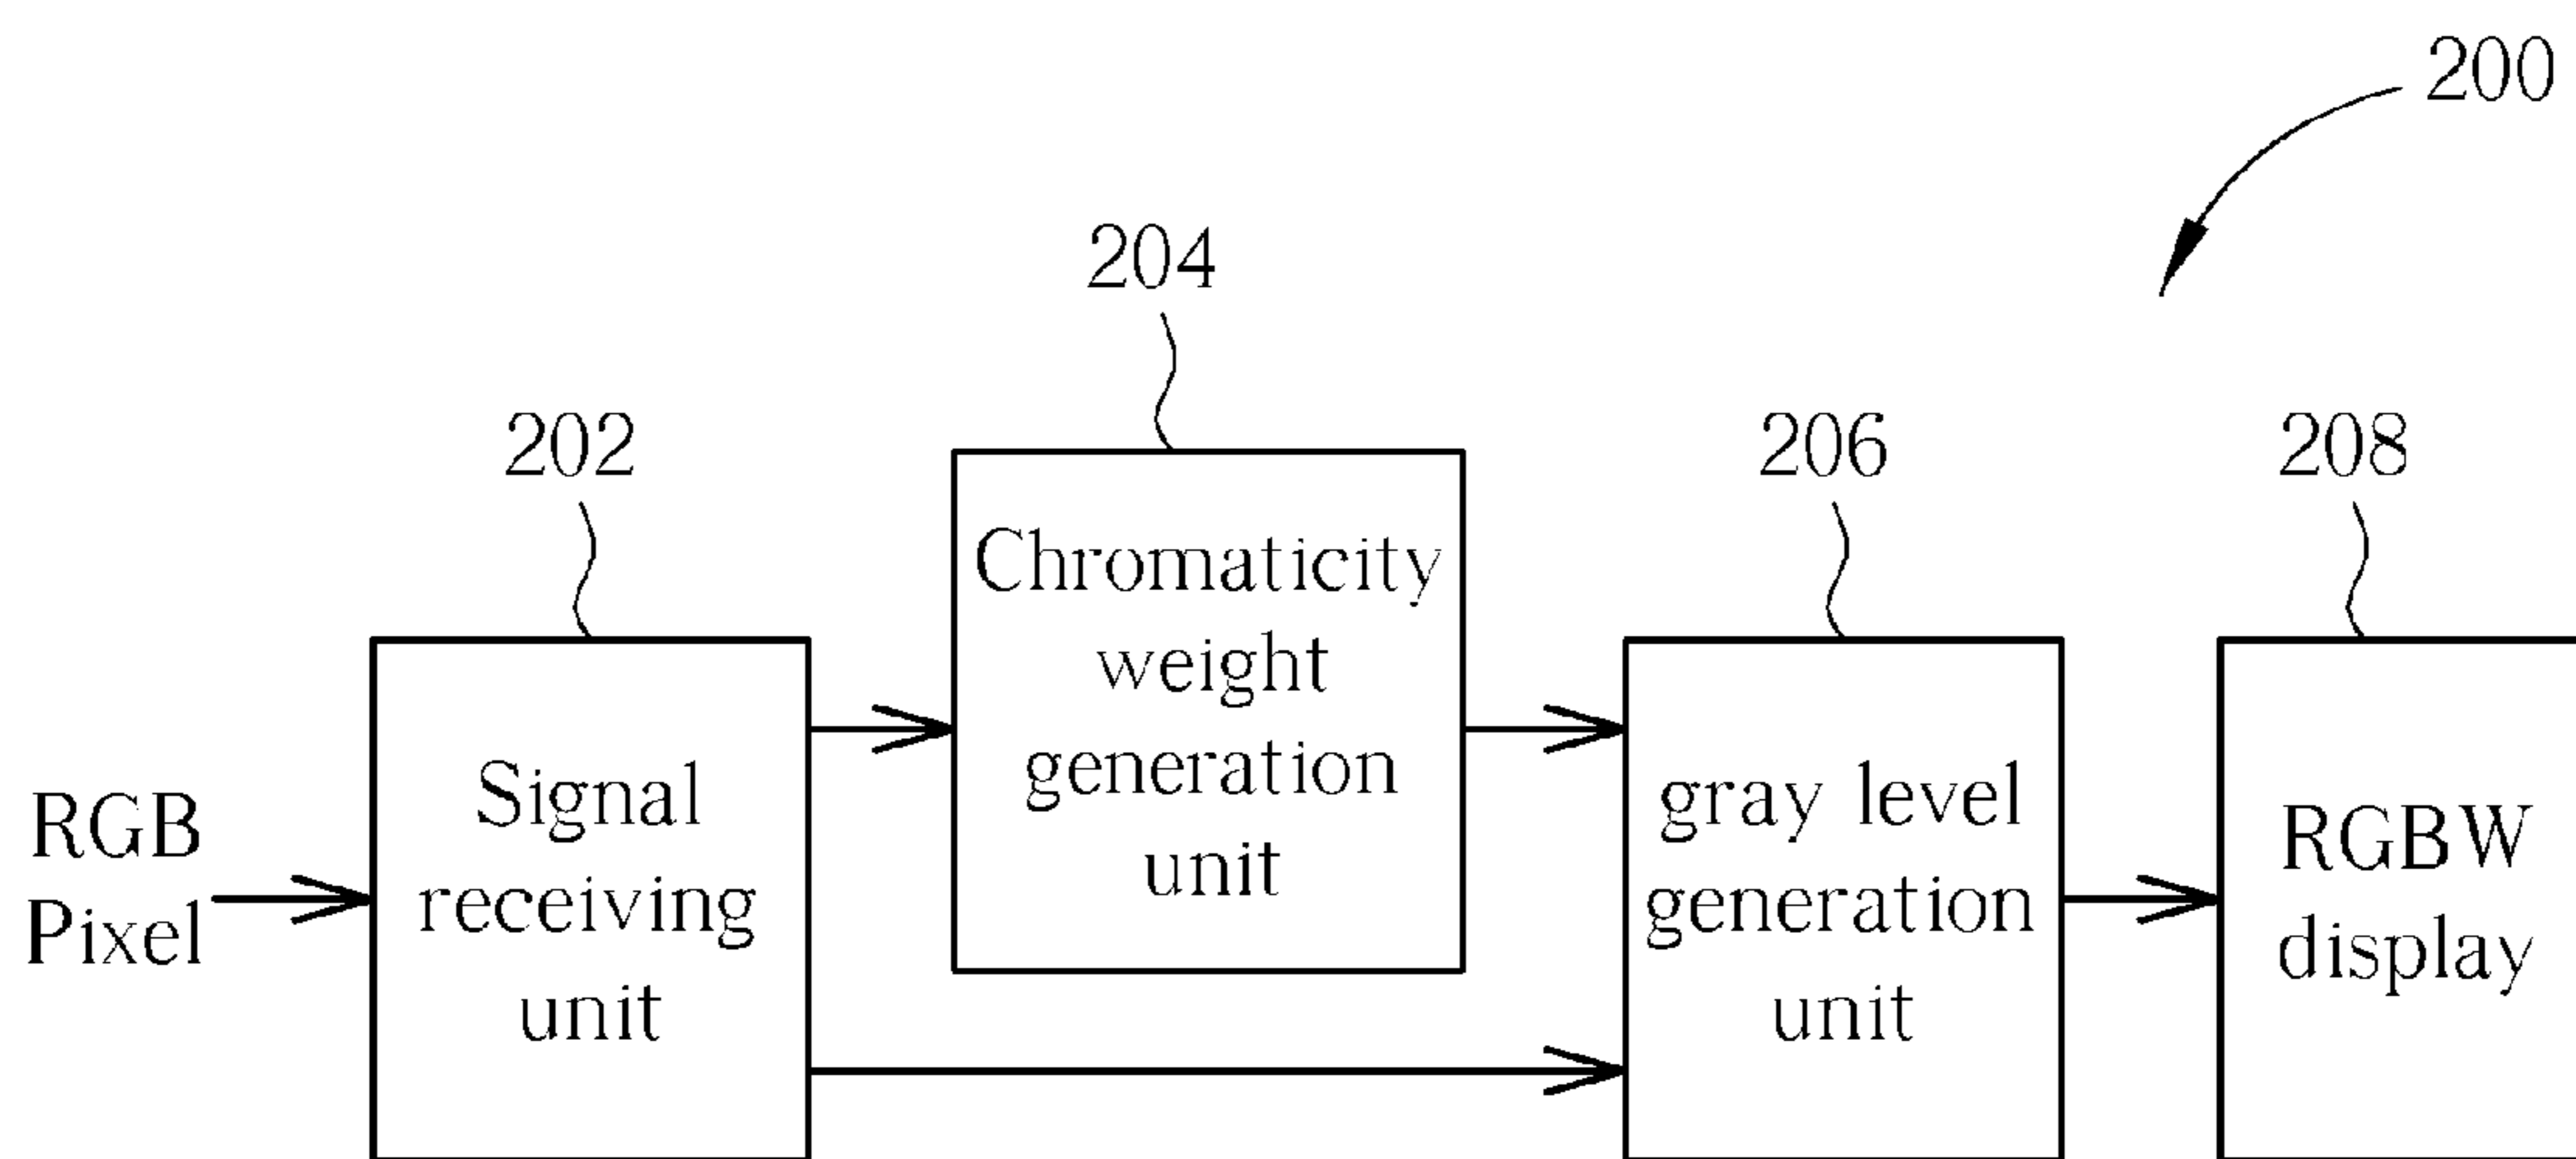 200
204
202
206
208
RGB
Pixel
Signal
receiving
unit
Chromaticity
weight
generation
unit
gray level
generation
unit
RGBW
display